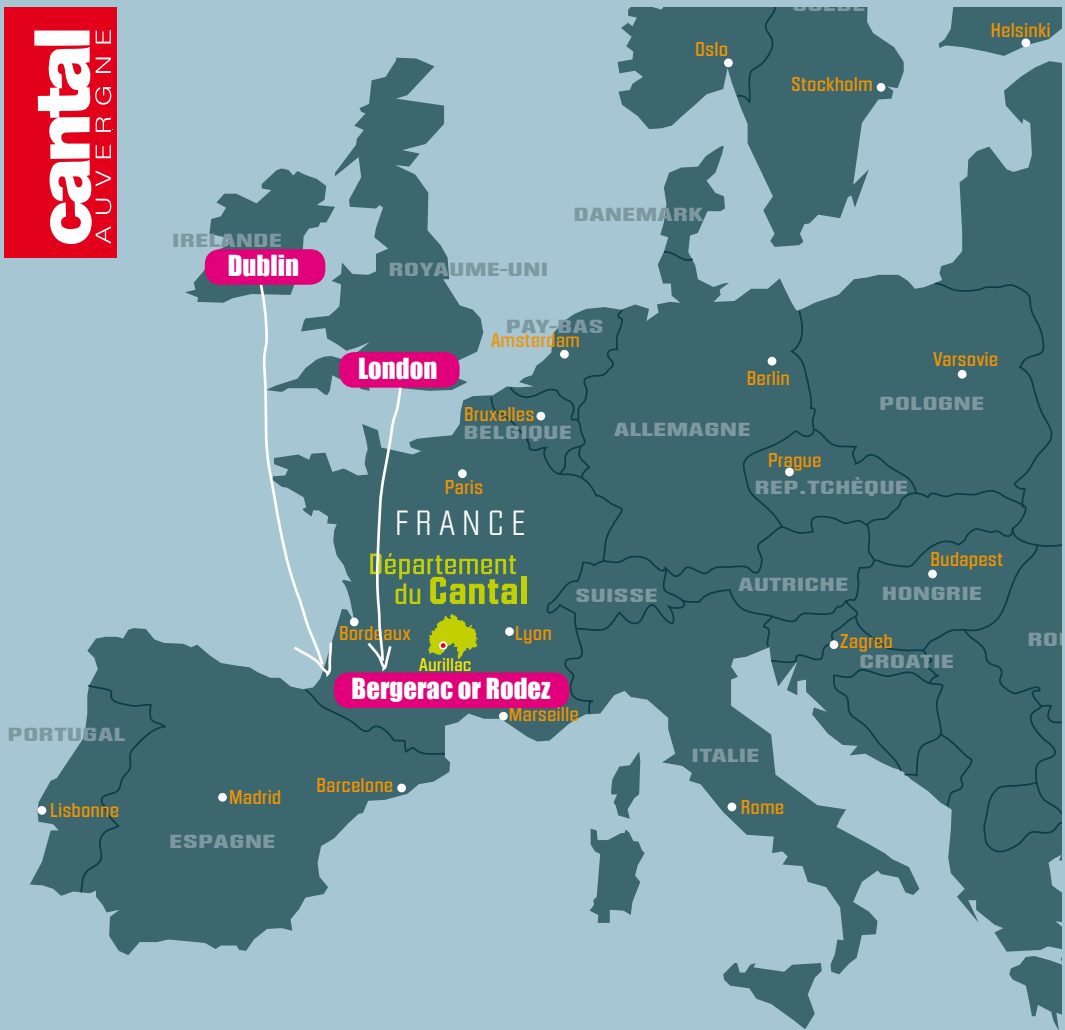 cantal
AUVERGNE
Helsinki
Oslo
Stockholm
DANEMARK
IRELANDE
Dublin
ROYAUME-UNI
PAY-BAS
Amsterdam
London
Berlin
Varsovie
POLOGNE
Bruxelles
BELGIQUE
ALLEMAGNE
Prague
REP.TCHÈQUE
Paris
FRANCE
Département
du Cantal
SUISSE
AUTRICHE
Budapest
HONGRIE
Bordeaux
Lyon
Aurillac
Zagreb
CROATIE
ROU
Bergerac or Rodez
Marseille
PORTUGAL
ITALIE
Barcelone
Madrid
Lisbonne
Rome
ESPAGNE